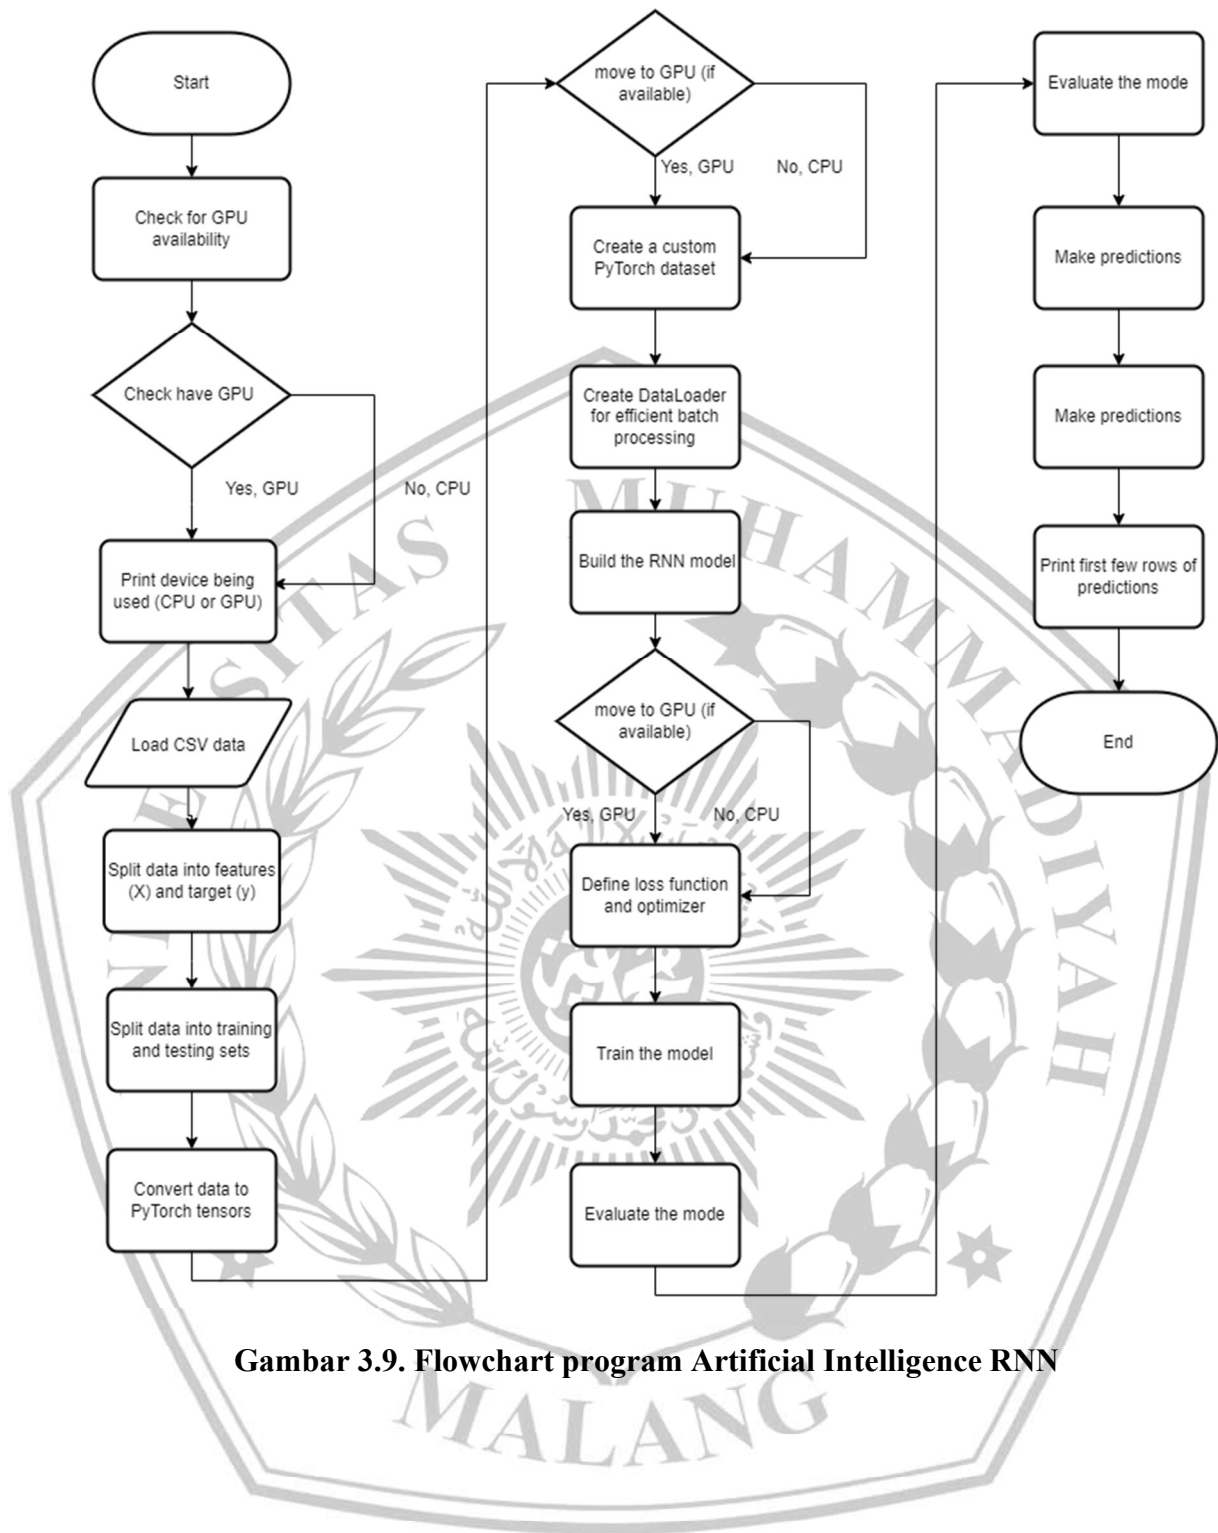 Start
Check for GPU
availability
Check have GPU
Yes, GPU
No, CPU
Print device being
used (CPU or GPU)
Load CSV data
Split data into features
(X) and target (y)
Split data into training
and testing sets
Convert data to
PyTorch tensors
move to GPU (if
available)
Yes, GPU
No, CPU
Create a custom
PyTorch dataset
Create DataLoader
for efficient batch
processing
Build the RNN model
move to GPU (if
available)
Yes, GPU
No, CPU
Define loss function
and optimizer
Train the model
Evaluate the mode
Evaluate the mode
Make predictions
Make predictions
Print first few rows of
predictions
End
Gambar 3.9. Flowchart program Artificial Intelligence RNN
MUHAMMADIYAH
MALANG